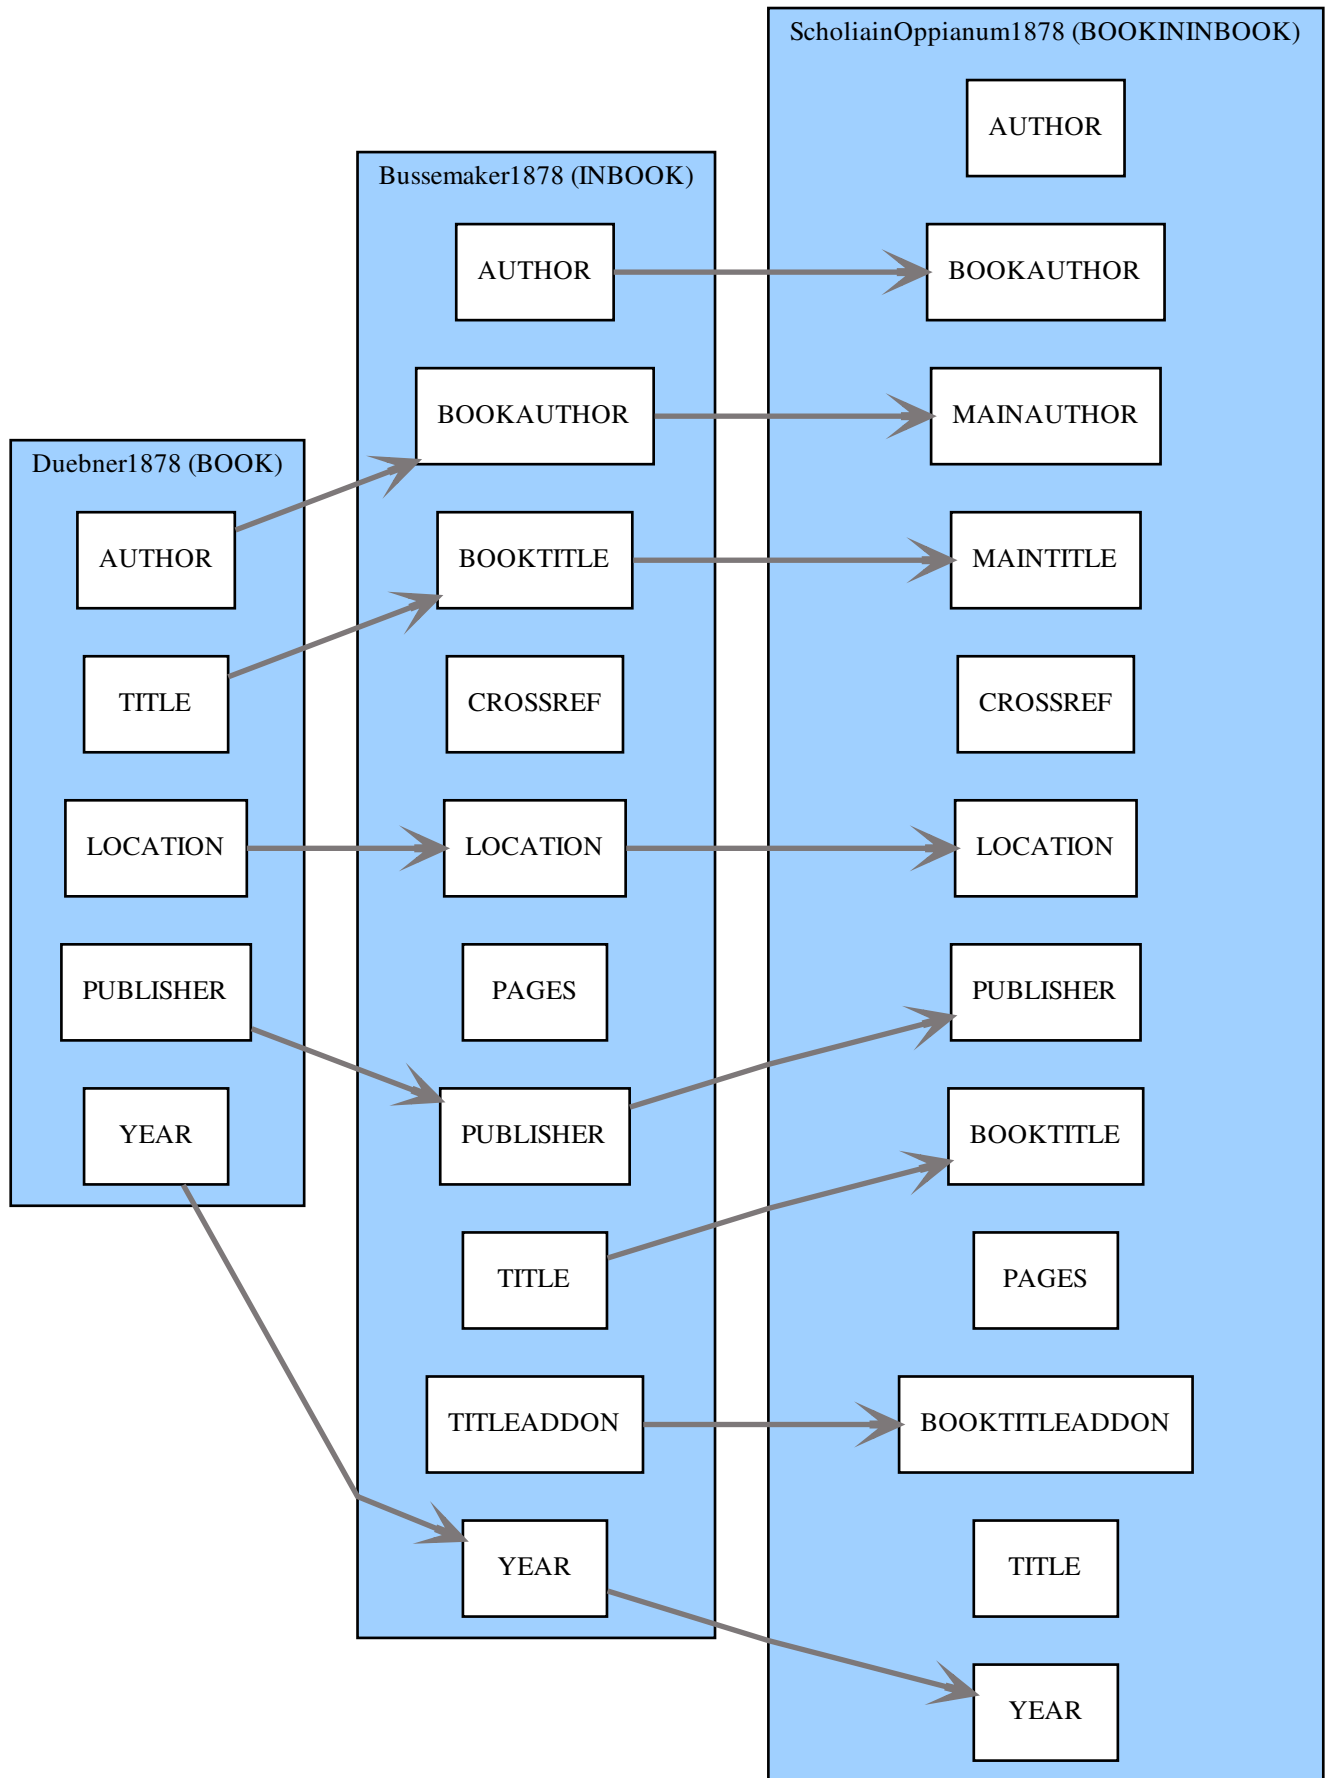 Duebner1878 (BOOK)
AUTHOR
TITLE
LOCATION
PUBLISHER
YEAR
Bussemaker1878 (INBOOK)
AUTHOR
BOOKAUTHOR
BOOKTITLE
CROSSREF
LOCATION
PAGES
PUBLISHER
TITLE
TITLEADDON
YEAR
ScholiainOppianum1878 (BOOKININBOOK)
AUTHOR
BOOKAUTHOR
MAINAUTHOR
MAINTITLE
CROSSREF
LOCATION
PUBLISHER
BOOKTITLE
PAGES
BOOKTITLEADDON
TITLE
YEAR